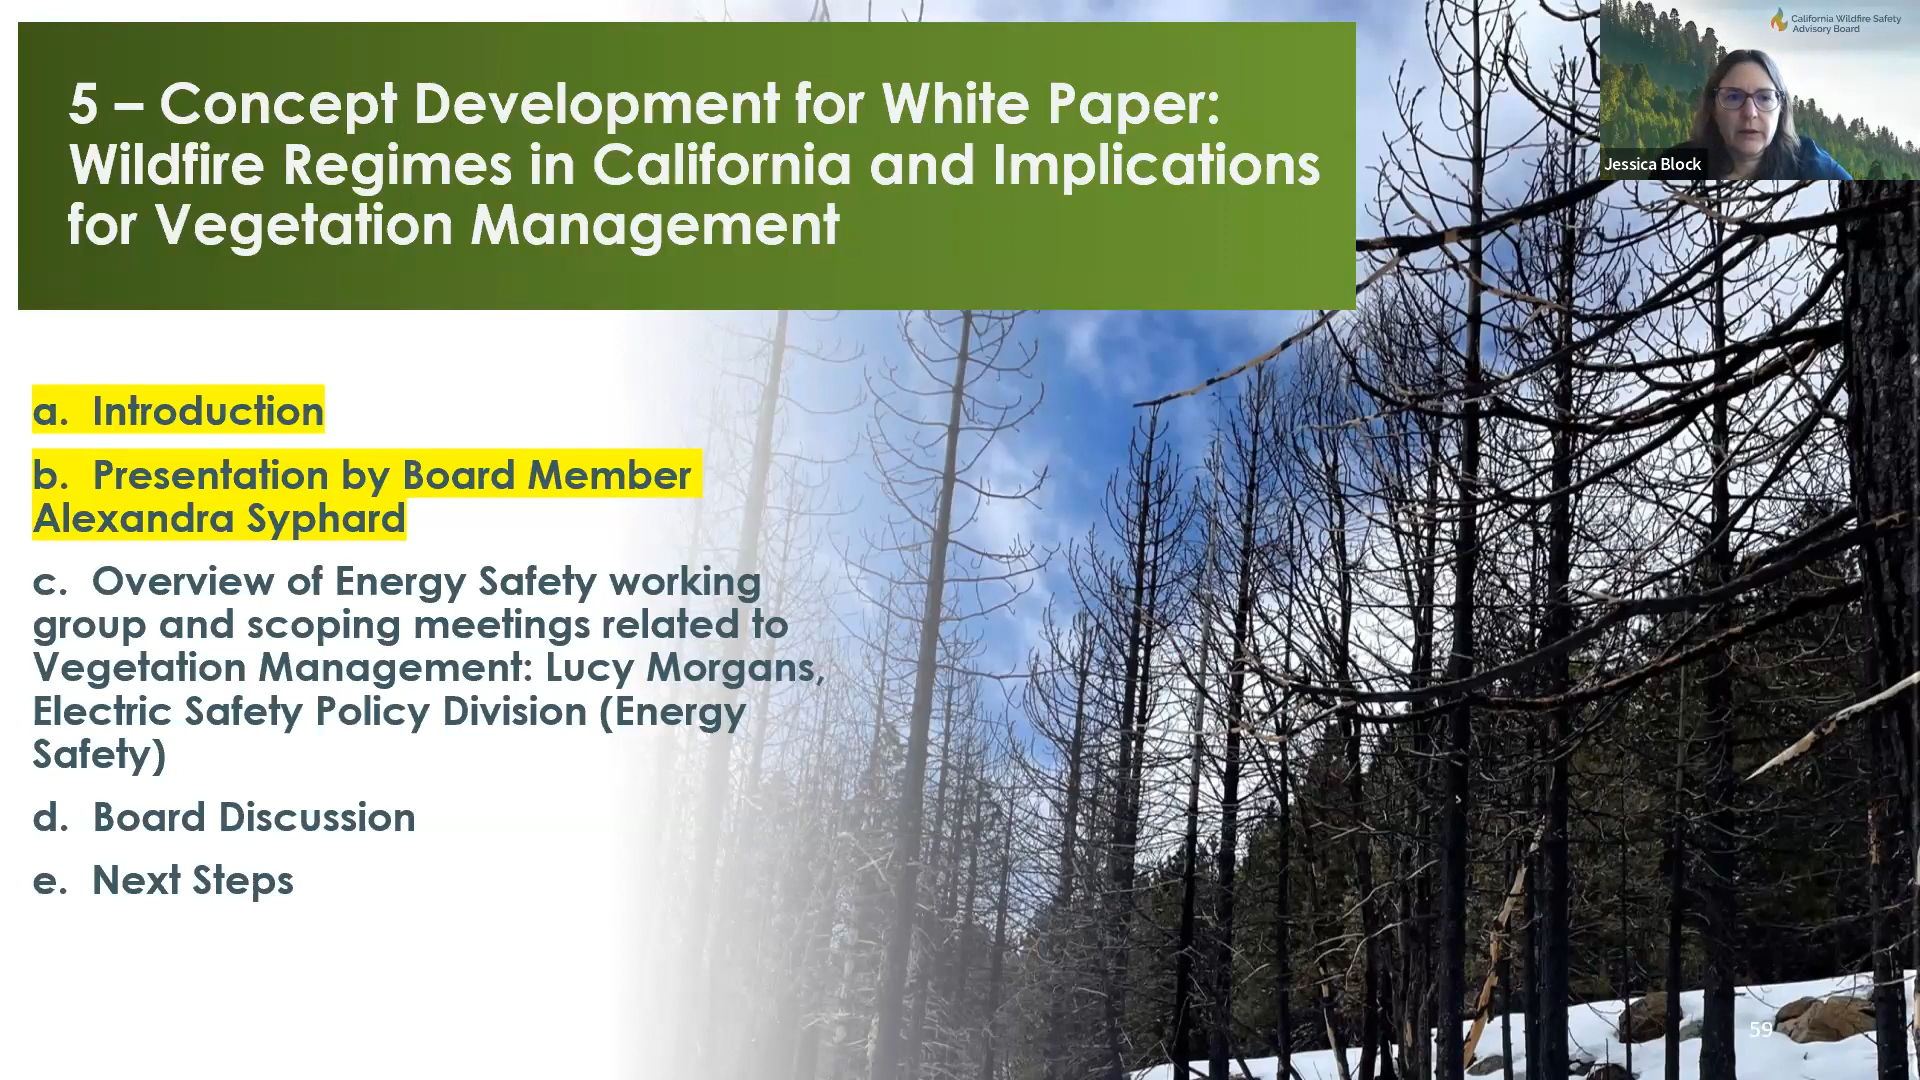 5 – Concept Development for White Paper:
Wildfire Regimes in California and Implications
for Vegetation Management
California Wildfire Safety
Advisory Board
Jessica Block
a. Introduction
b. Presentation by Board Member
Alexandra Syphard
c. Overview of Energy Safety working
group and scoping meetings related to
Vegetation Management: Lucy Morgans,
Electric Safety Policy Division (Energy
Safety)
d. Board Discussion
e. Next Steps
59